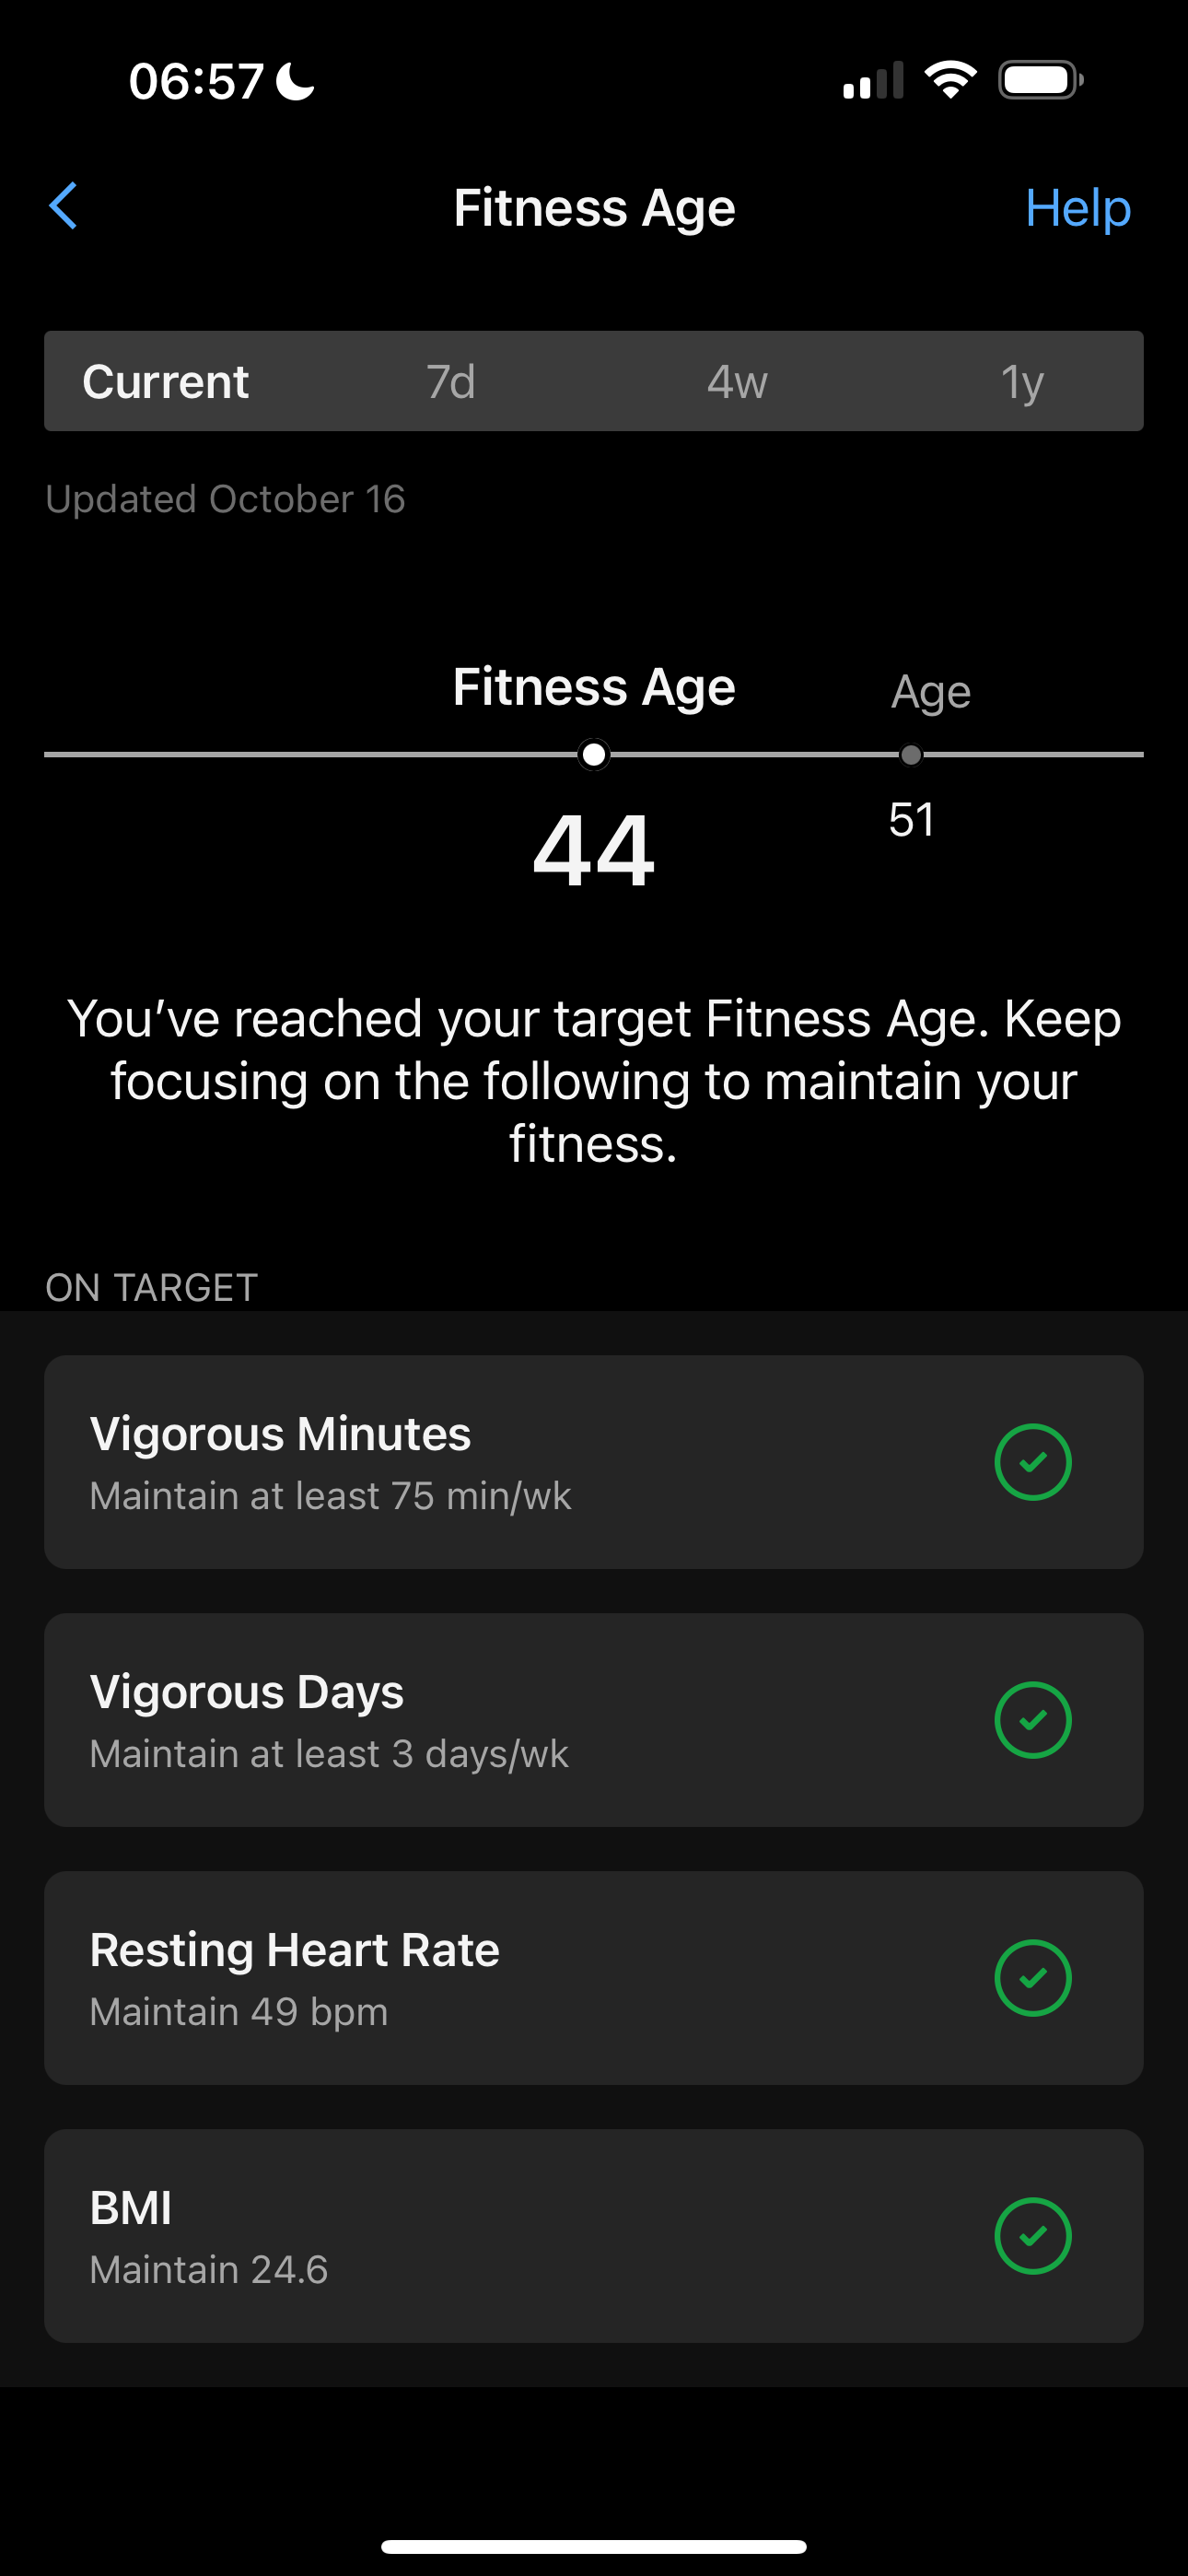 06:57
Fitness Age
Help
Current 7d 4w 1y
Updated October 16
Fitness Age Age
44 51
You’ve reached your target Fitness Age. Keep
focusing on the following to maintain your
fitness.
ON TARGET
Vigorous Minutes
Maintain at least 75 min/wk
Vigorous Days
Maintain at least 3 days/wk
Resting Heart Rate
Maintain 49 bpm
BMI
Maintain 24.6